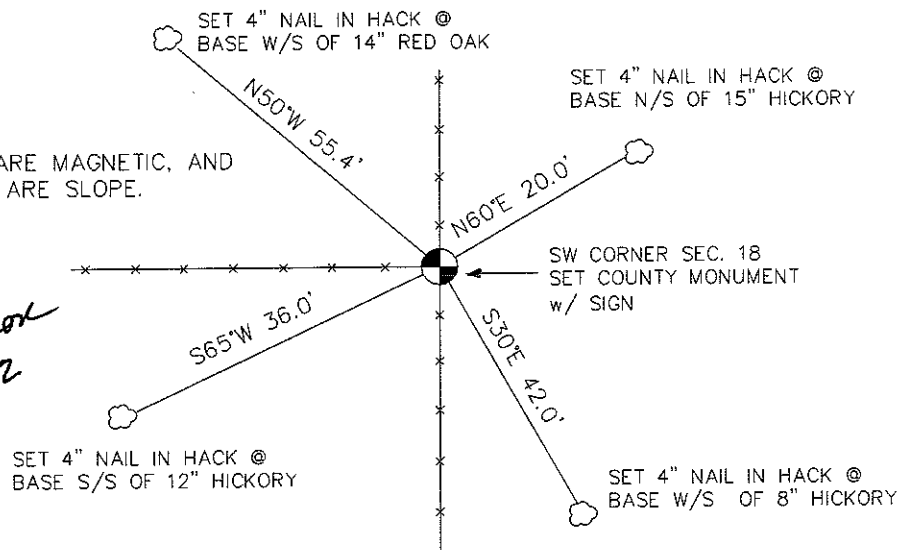 SET 4" NAIL IN HACK @
BASE W/S OF 14" RED OAK
SET 4" NAIL IN HACK @
BASE N/S OF 15" HICKORY
N50°W 55.4'
ARE MAGNETIC, AND
ARE SLOPE.
N60°E 20.0'
SW CORNER SEC. 18
SET COUNTY MONUMENT
w/ SIGN
S65°W 36.0'
S30°E 42.0'
SET 4" NAIL IN HACK @
BASE S/S OF 12" HICKORY
SET 4" NAIL IN HACK @
BASE W/S OF 8" HICKORY